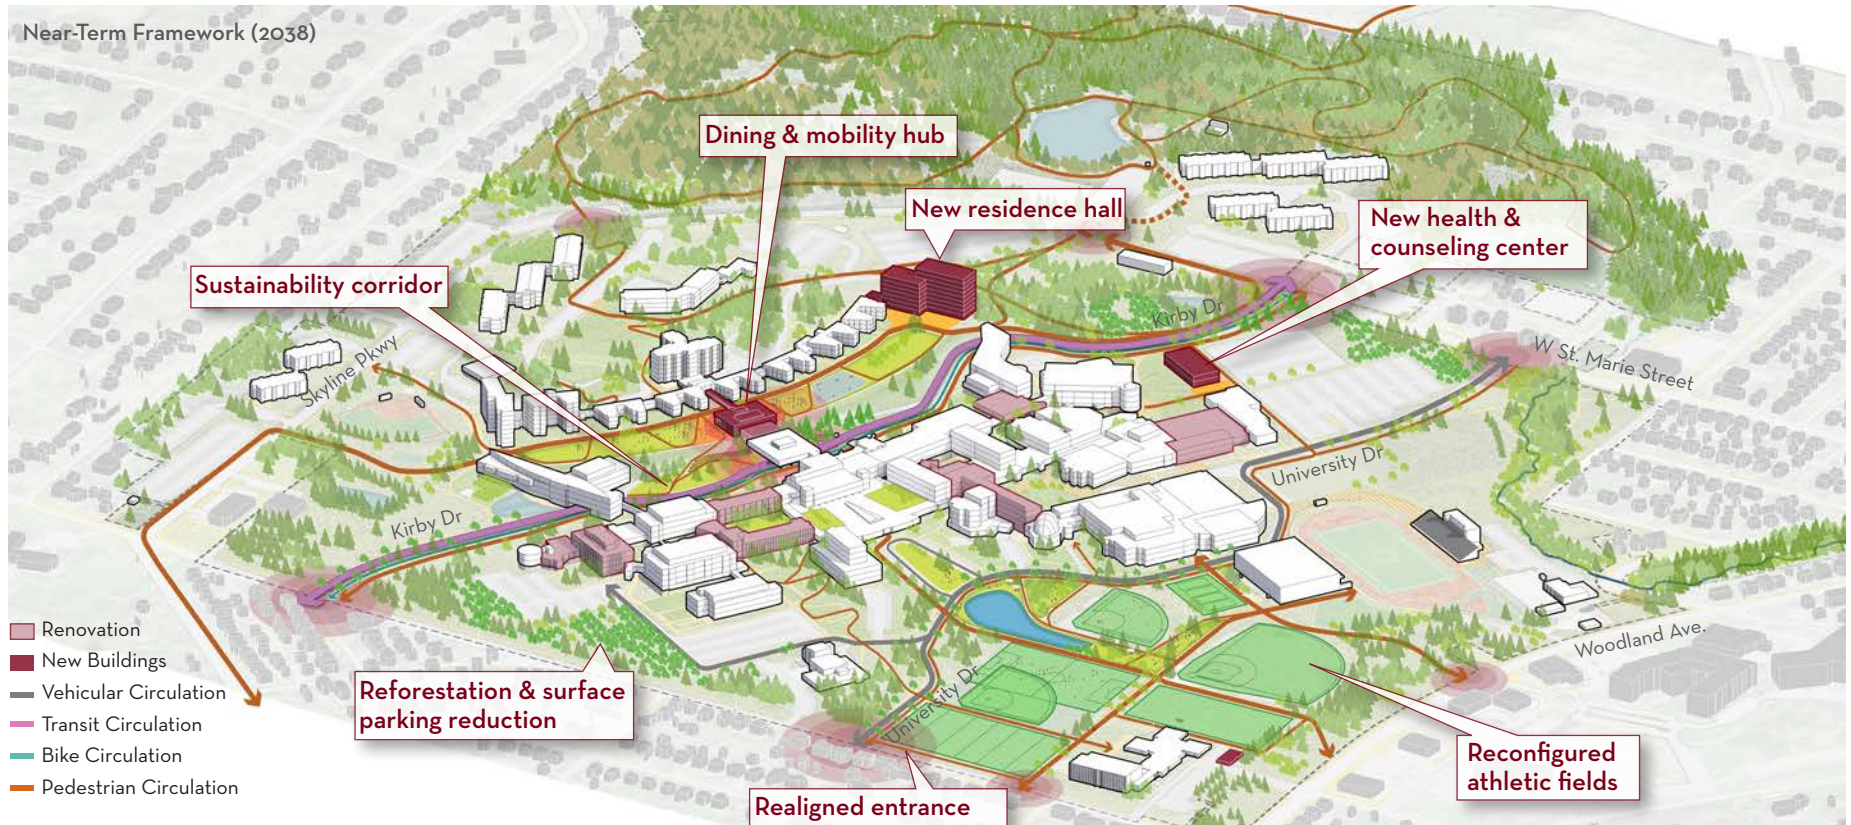 Near-Term Framework (2038)
Dining & mobility hub
New residence hall
New health &
counseling center
Sustainability corridor
Kirby Dr
W St. Marie Street
Skyline Pkwy
University Dr
Kirby Dr
Woodland Ave.
Renovation
New Buildings
Vehicular Circulation
Transit Circulation
Bike Circulation
Pedestrian Circulation
Reforestation & surface
parking reduction
University Dr
Reconfigured
athletic fields
Realigned entrance